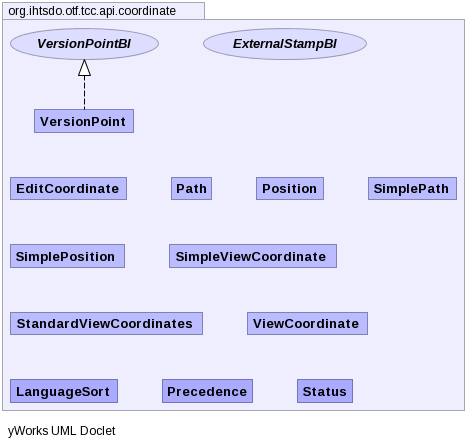 org.ihtsdo.otf.tcc.api.coordinate
VersionPointBI ExternalStampBI
VersionPoint
EditCoordinate Path Position SimplePath
SimplePosition SimpleViewCoordinate
StandardViewCoordinates ViewCoordinate
LanguageSort Precedence Status
yWorks UML Doclet